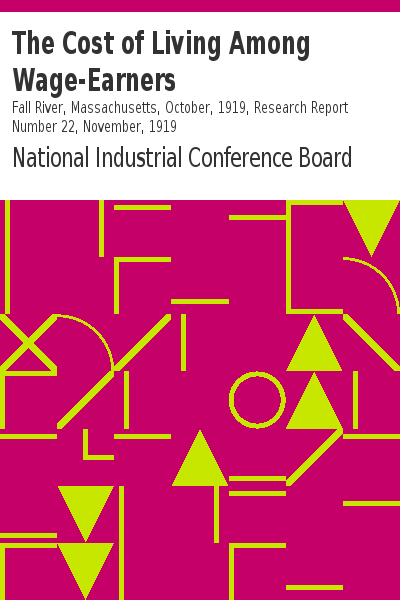 The Cost of Living Among
Wage-Earners
Fall River, Massachusetts, October, 1919, Research Report
Number 22, November, 1919
National Industrial Conference Board